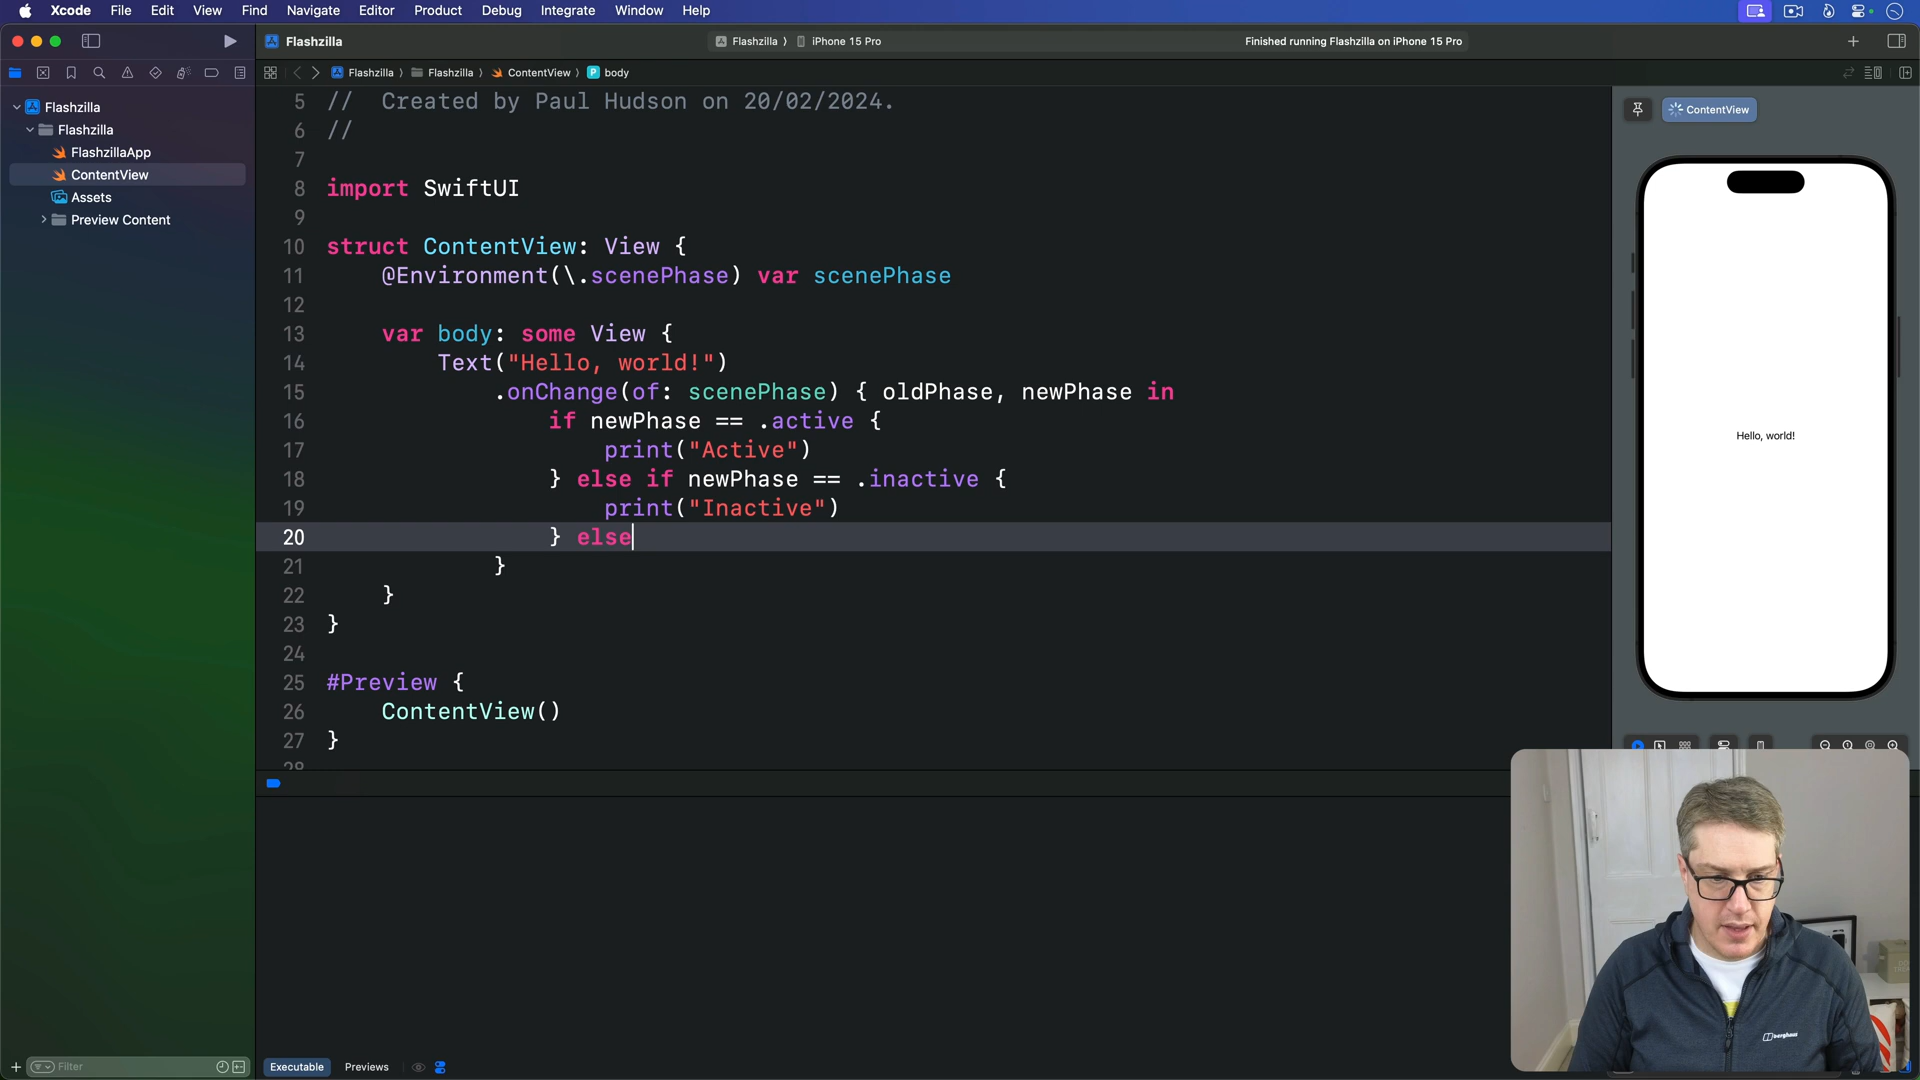 Xcode File Edit View Find Navigate Editor Product Debug Integrate Window Help
Flashzilla
Flashzilla ⟩ iPhone 15 Pro
Finished running Flashzilla on iPhone 15 Pro
Flashzilla ⟩ Flashzilla ⟩ ContentView ⟩ P body
Flashzilla
Flashzilla
FlashzillaApp
ContentView
Assets
Preview Content
5 //  Created by Paul Hudson on 20/02/2024.
6 //
7
8 import SwiftUI
9
10 struct ContentView: View {
11     @Environment(\.scenePhase) var scenePhase
12
13     var body: some View {
14         Text("Hello, world!")
15             .onChange(of: scenePhase) { oldPhase, newPhase in
16                 if newPhase == .active {
17                     print("Active")
18                 } else if newPhase == .inactive {
19                     print("Inactive")
20                 } else
21             }
22     }
23 }
24
25 #Preview {
26     ContentView()
27 }
28
ContentView
Hello, world!
Filter
Executable Previews
berghaus